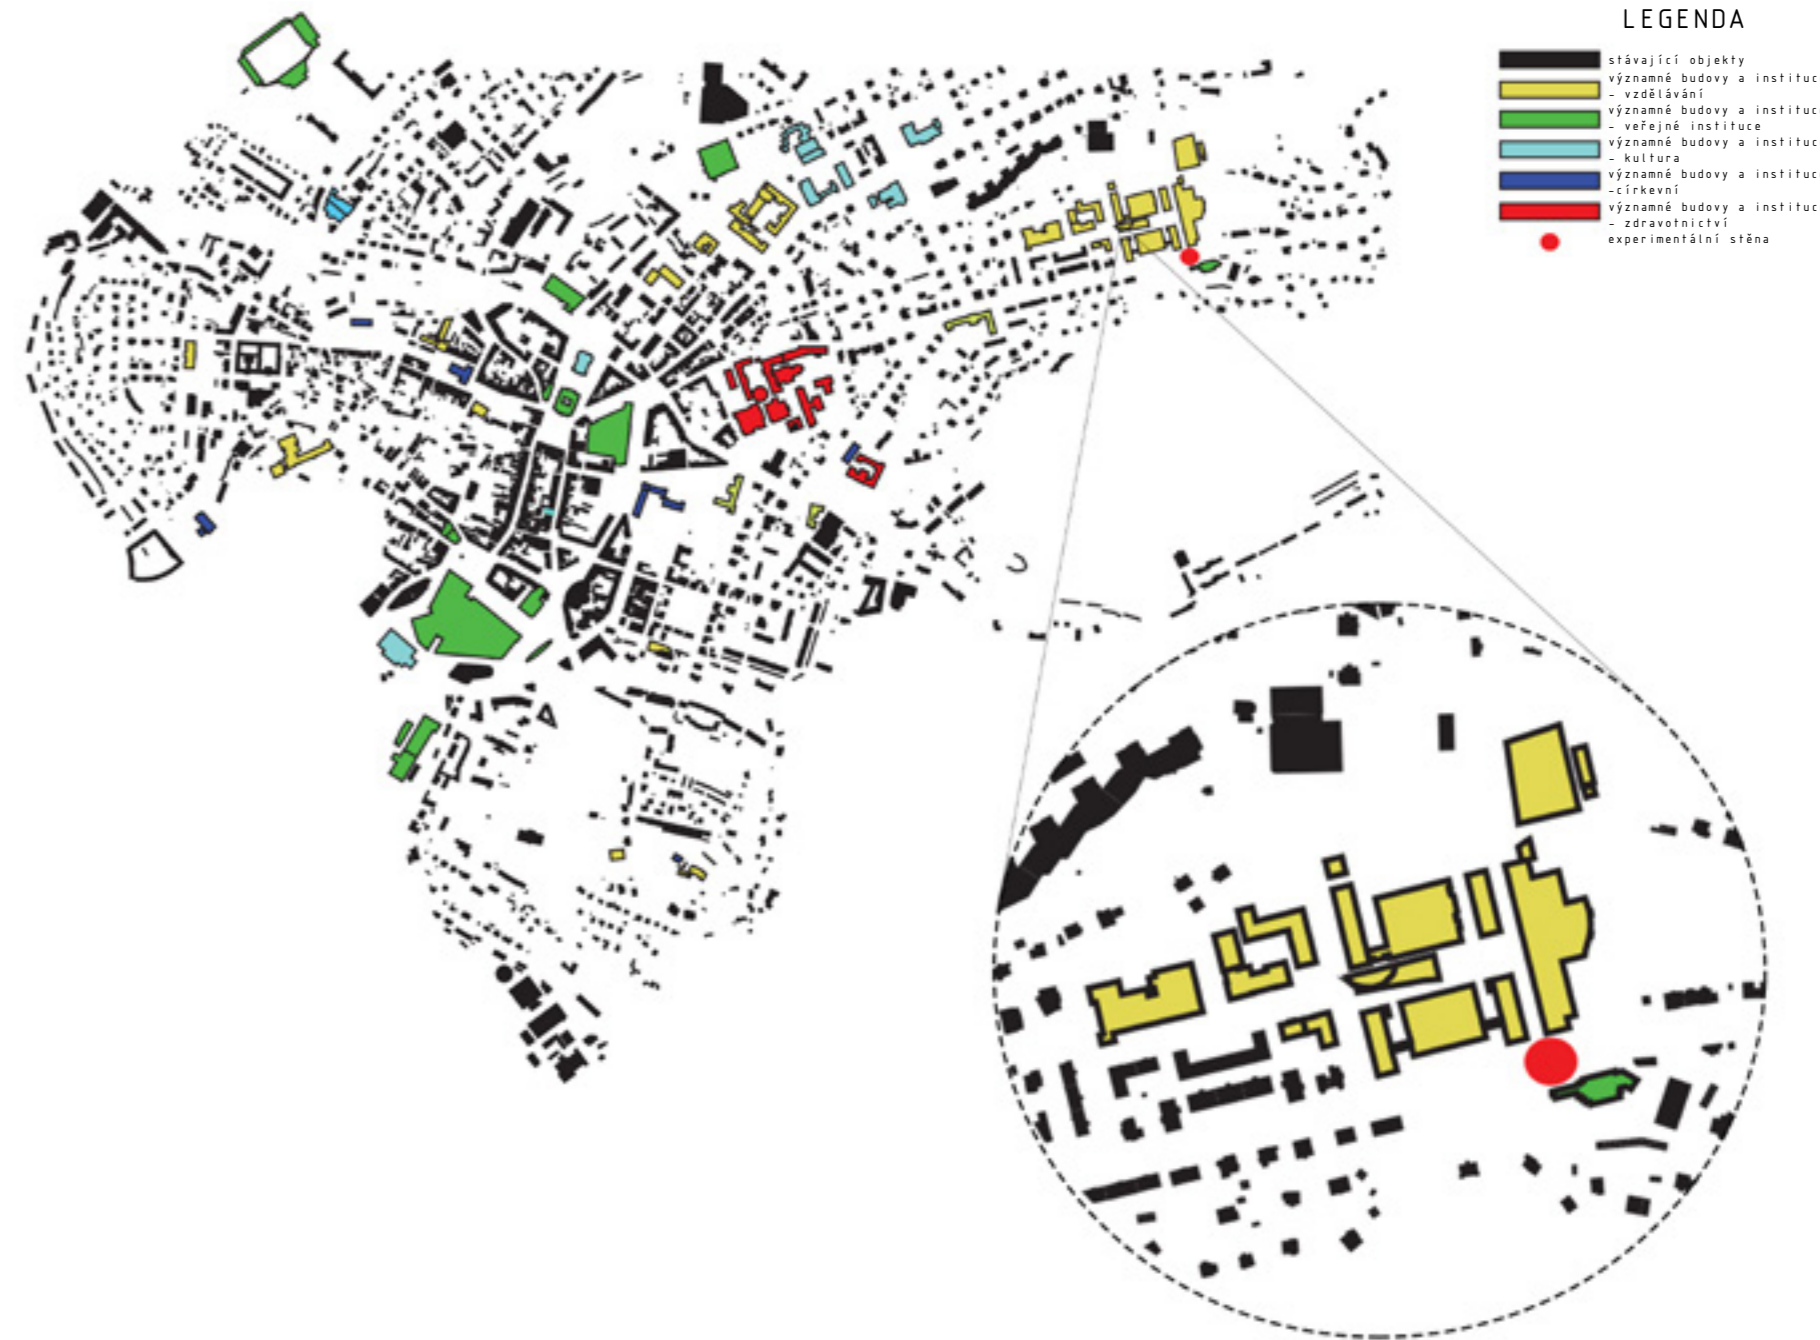 LEGENDA
stávající objekty
významné budovy a instituc
- vzdělávání
významné budovy a instituc
- veřejné instituce
významné budovy a instituc
- kultura
významné budovy a instituc
-církevní
významné budovy a instituc
- zdravotnictví
experimentální stěna